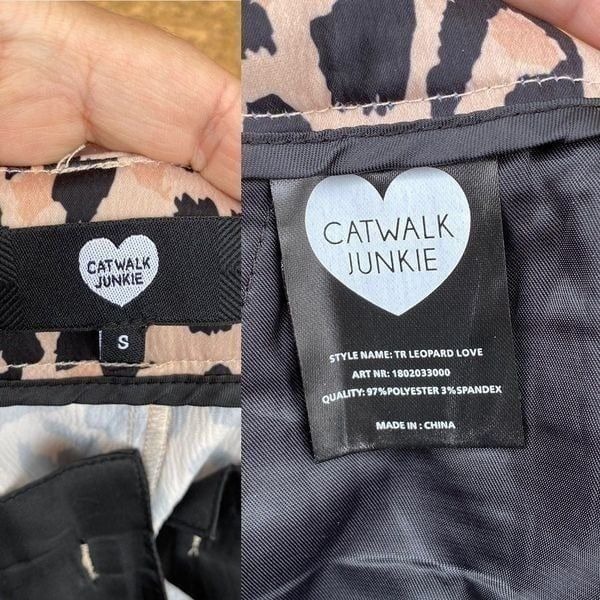 CATWALK
JUNKIE
S
CATWALK
JUNKIE
STYLE NAME: TR LEOPARD LOVE
ART NR: 1802033000
QUALITY: 97%POLYESTER 3%SPANDEX
MADE IN : CHINA